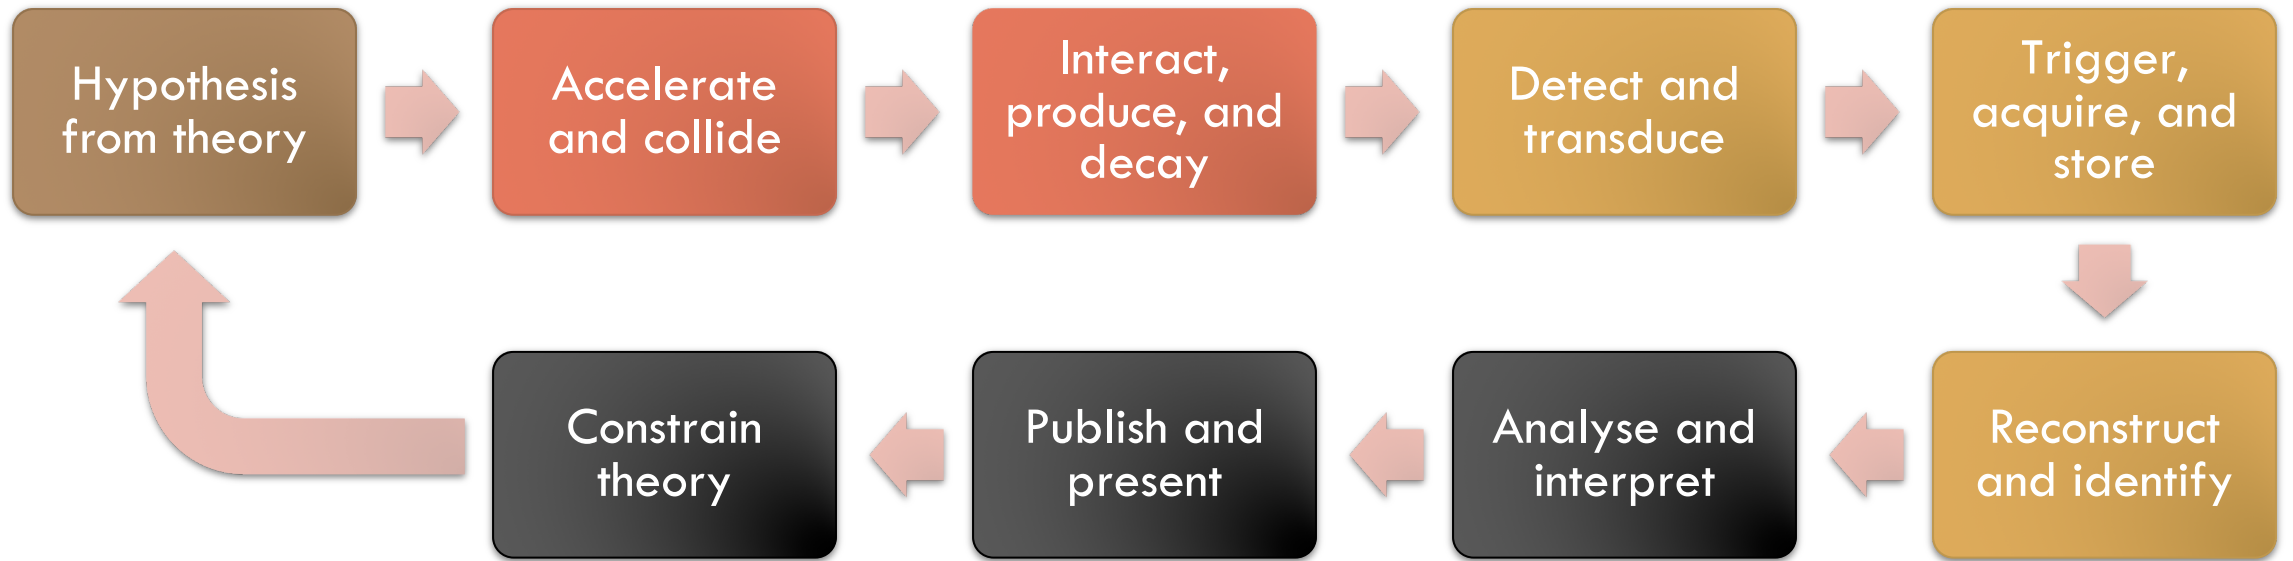 Hypothesis
from theory
Accelerate
and collide
Interact,
produce, and
decay
Detect and
transduce
Trigger,
acquire, and
store
Reconstruct
and identify
Analyse and
interpret
Publish and
present
Constrain
theory